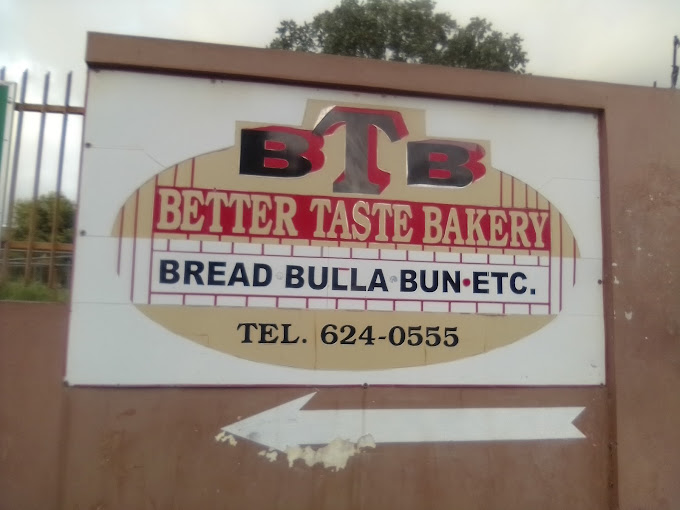 BTB
BETTER TASTE BAKERY
BREAD·BULLA·BUN·ETC.
TEL. 624-0555